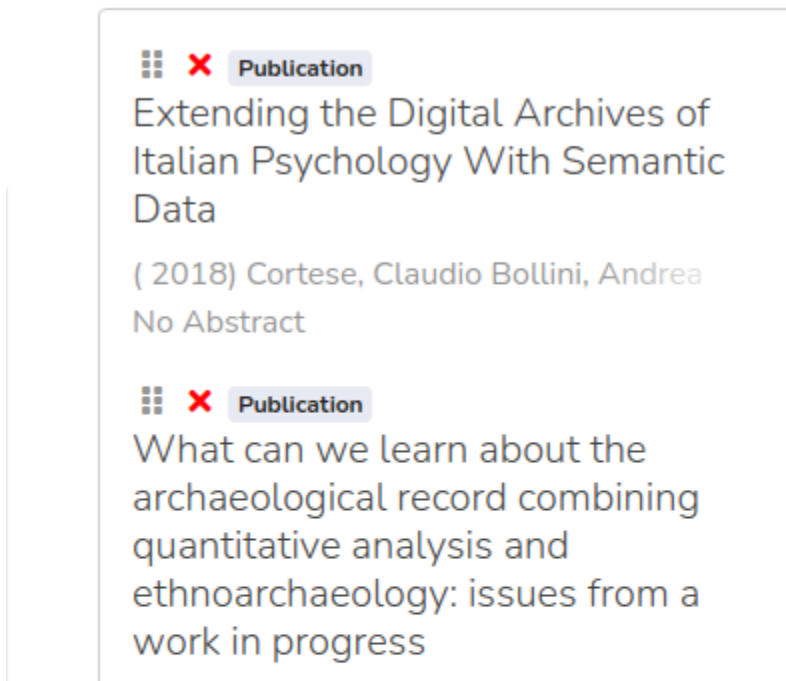 Publication
Extending the Digital Archives of
Italian Psychology With Semantic
Data
( 2018) Cortese, Claudio Bollini, Andrea
No Abstract
Publication
What can we learn about the
archaeological record combining
quantitative analysis and
ethnoarchaeology: issues from a
work in progress